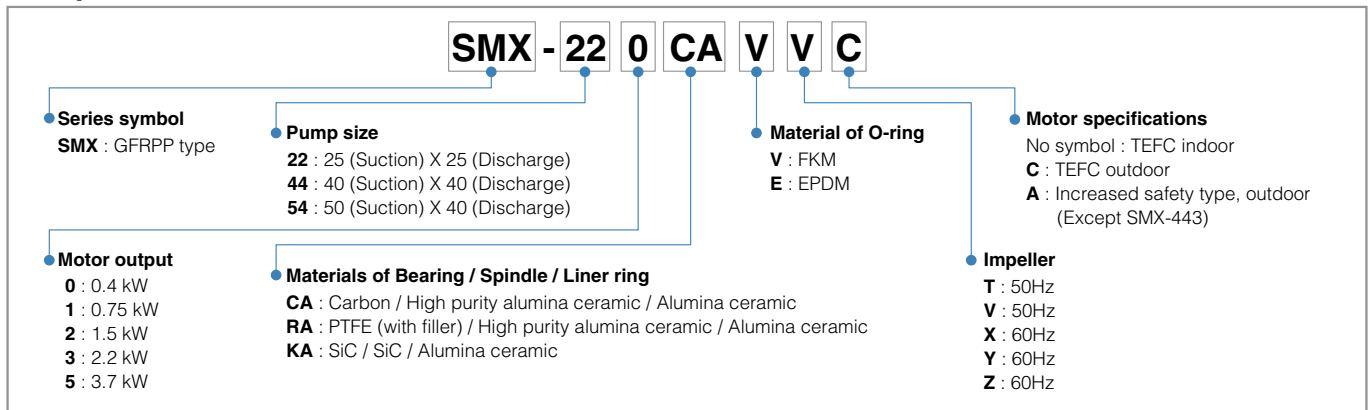 SMX - 22 0 CA V V C
Series symbol
SMX : GFRPP type
Pump size
22 : 25 (Suction) X 25 (Discharge)
44 : 40 (Suction) X 40 (Discharge)
54 : 50 (Suction) X 40 (Discharge)
Material of O-ring
V : FKM
E : EPDM
Motor specifications
No symbol : TEFC indoor
C : TEFC outdoor
A : Increased safety type, outdoor
(Except SMX-443)
Motor output
0 : 0.4 kW
1 : 0.75 kW
2 : 1.5 kW
3 : 2.2 kW
5 : 3.7 kW
Materials of Bearing / Spindle / Liner ring
CA : Carbon / High purity alumina ceramic / Alumina ceramic
RA : PTFE (with filler) / High purity alumina ceramic / Alumina ceramic
KA : SiC / SiC / Alumina ceramic
Impeller
T : 50Hz
V : 50Hz
X : 60Hz
Y : 60Hz
Z : 60Hz